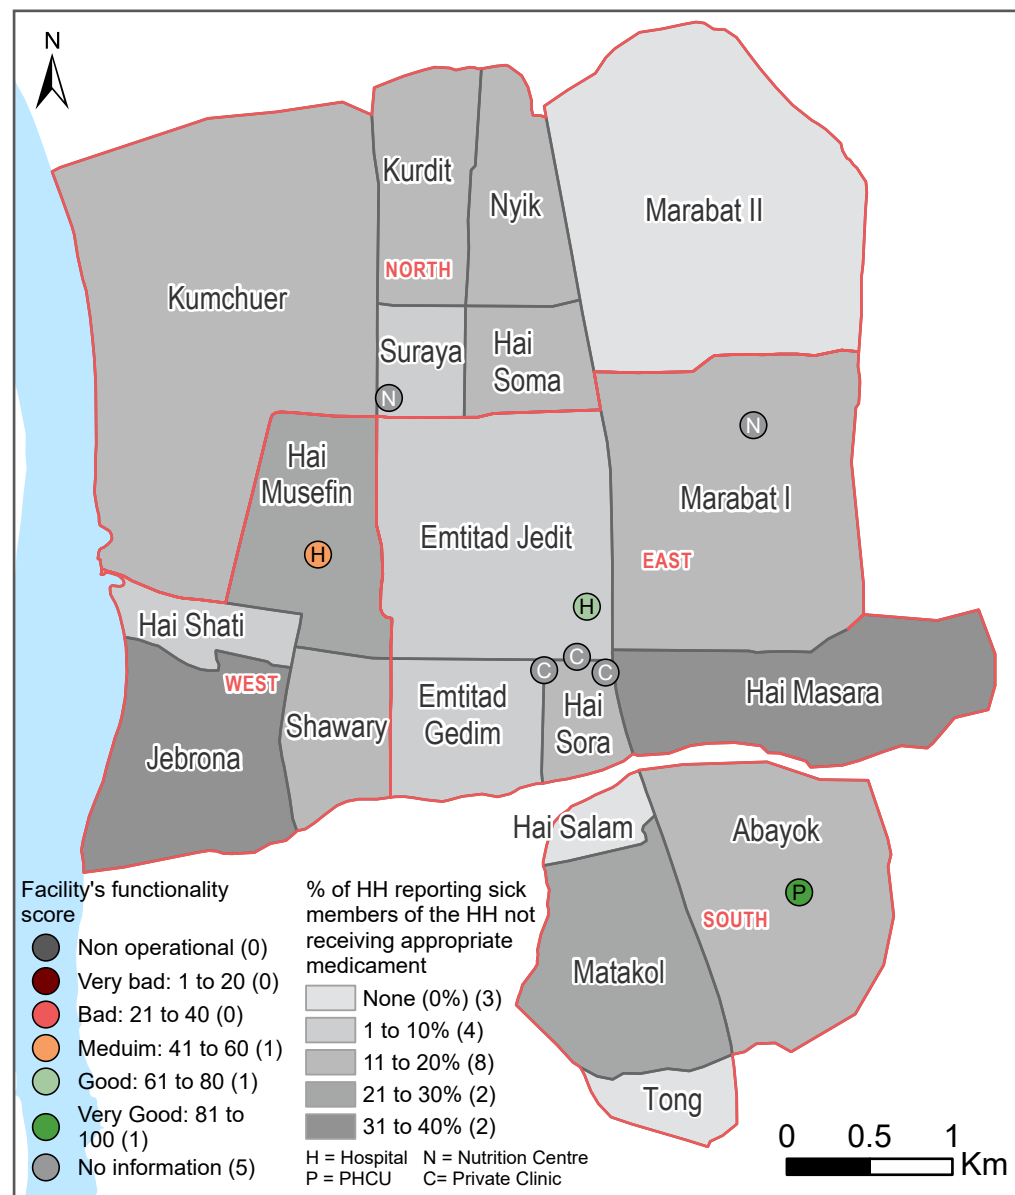 N
Kurdit
Nyik
Marabat II
NORTH
Kumchuer
Suraya
Hai
Soma
N
N
Hai
Musefin
Marabat I
Emtitad Jedit
H
EAST
H
Hai Shati
C
C
C
WEST
Emtitad
Gedim
Hai Masara
Shawary
Hai
Sora
Jebrona
Hai Salam
Abayok
P
SOUTH
Matakol
Tong
Facility's functionality
score
Non operational (0)
Very bad: 1 to 20 (0)
Bad: 21 to 40 (0)
Meduim: 41 to 60 (1)
Good: 61 to 80 (1)
Very Good: 81 to
100 (1)
No information (5)
% of HH reporting sick
members of the HH not
receiving appropriate
medicament
None (0%) (3)
1 to 10% (4)
11 to 20% (8)
21 to 30% (2)
31 to 40% (2)
H = Hospital N = Nutrition Centre
P = PHCU C= Private Clinic
0 0.5 1
Km